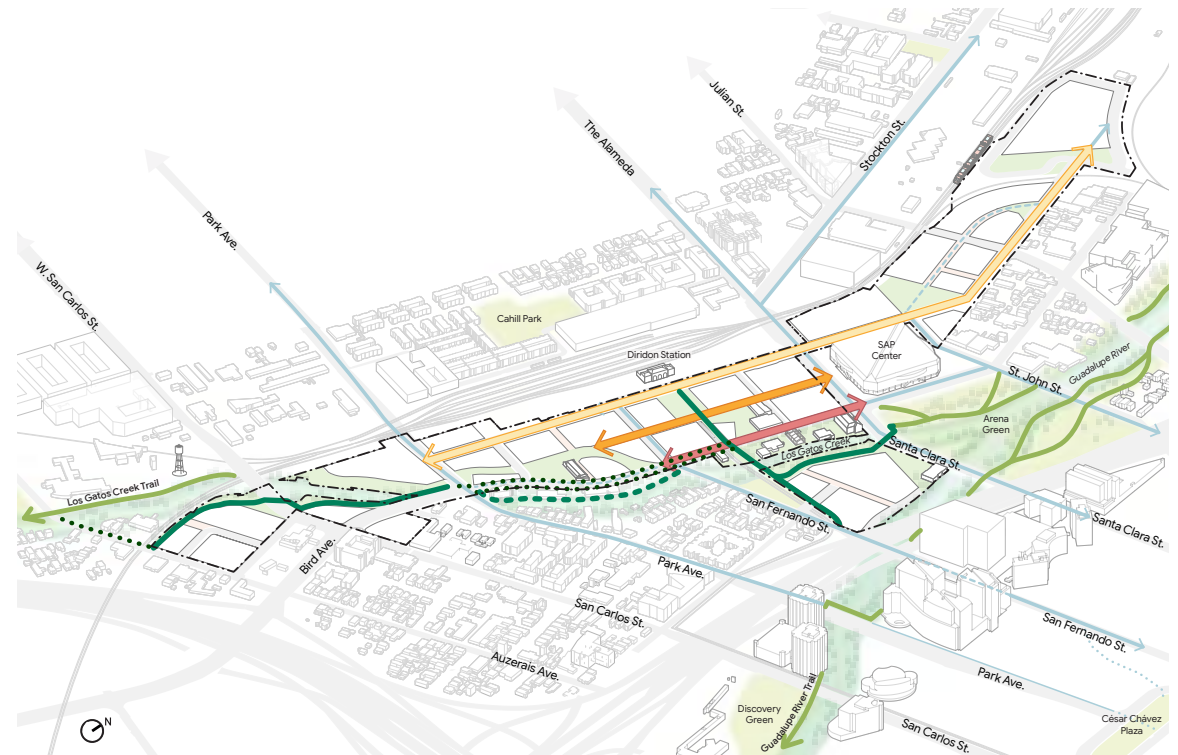 Julian St.
The Alameda
Stockton St.
Park Ave.
W. San Carlos St.
Cahill Park
Diridon Station
SAP
Center
Guadalupe River
St. John St.
Arena
Green
Los Gatos Creek
Santa Clara St.
Los Gatos Creek Trail
San Fernando St.
Santa Clara St.
Bird Ave.
Park Ave.
San Carlos St.
San Fernando St.
Auzerais Ave.
Park Ave.
Guadalupe River Trail
Discovery
Green
César Chávez
Plaza
San Carlos St.
N